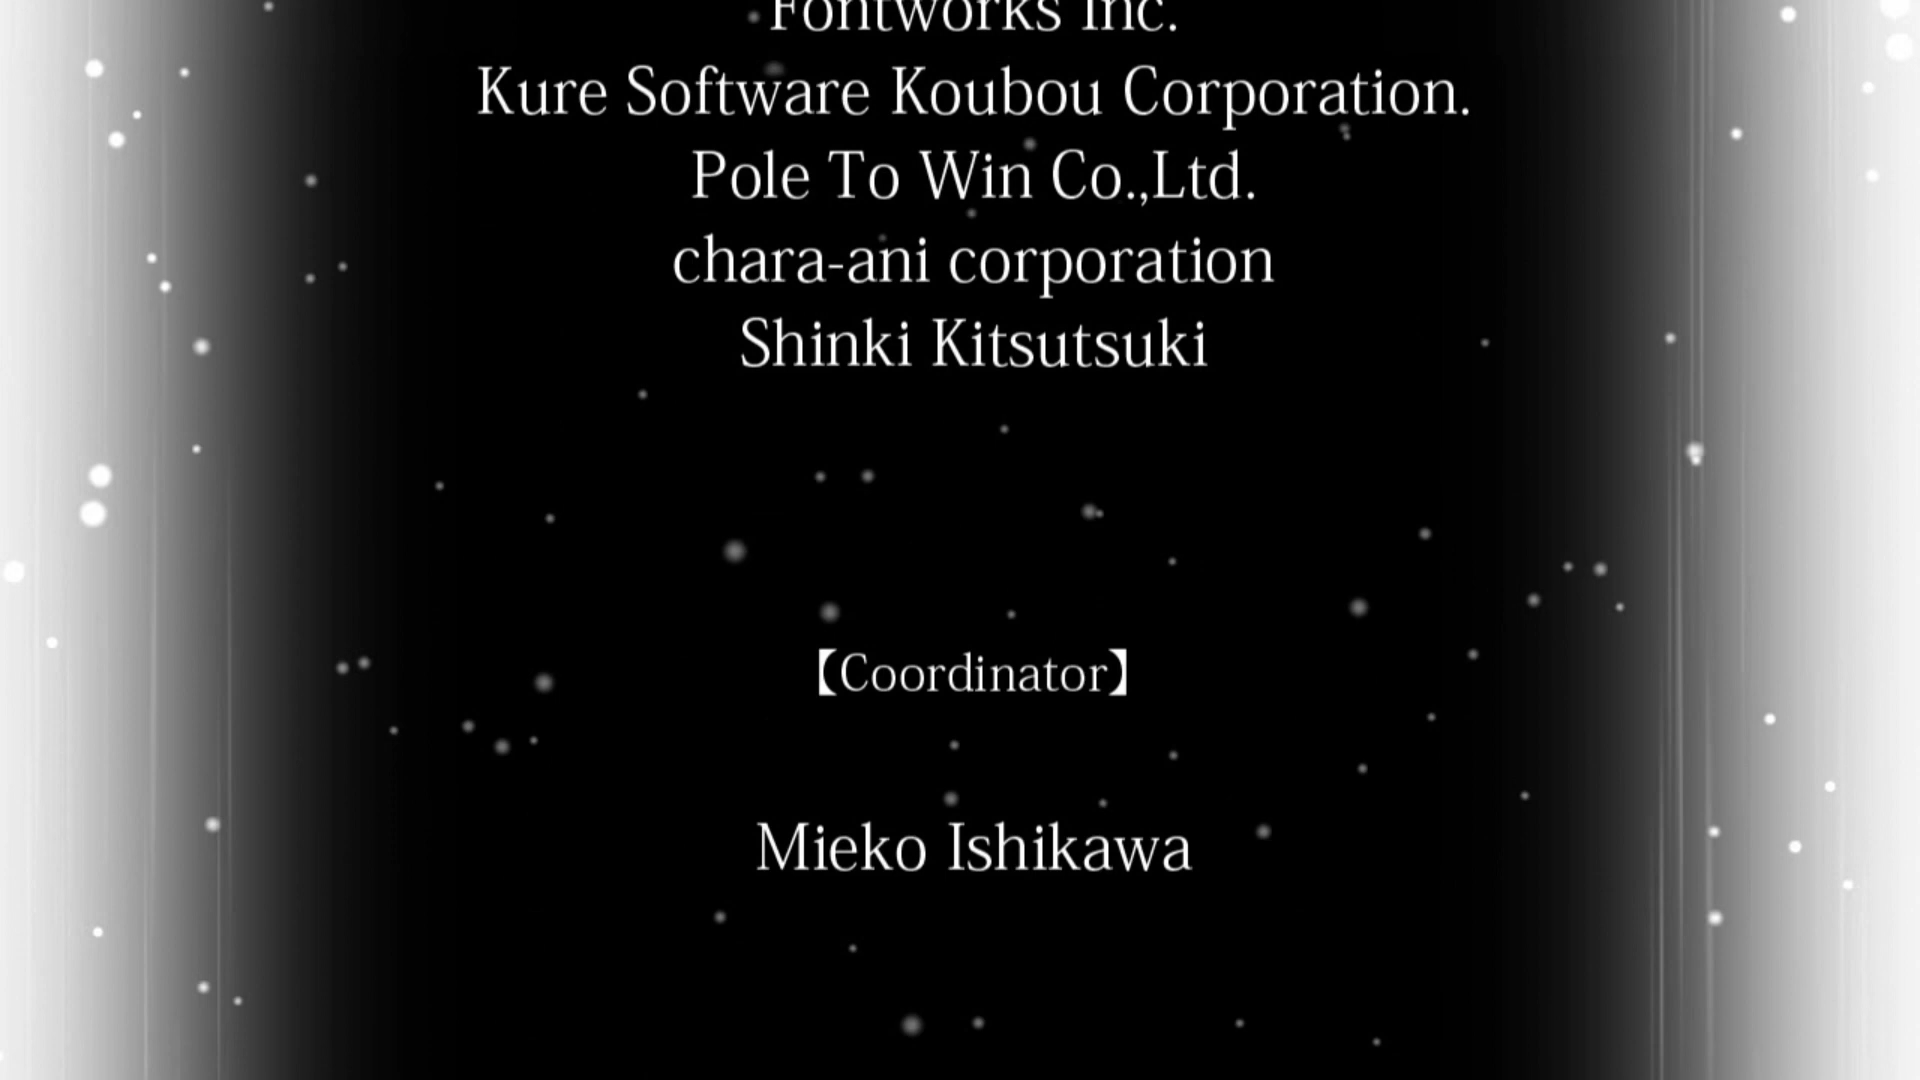 Fontworks Inc.
Kure Software Koubou Corporation.
Pole To Win Co.,Ltd.
chara-ani corporation
Shinki Kitsutsuki
【Coordinator】
Mieko Ishikawa